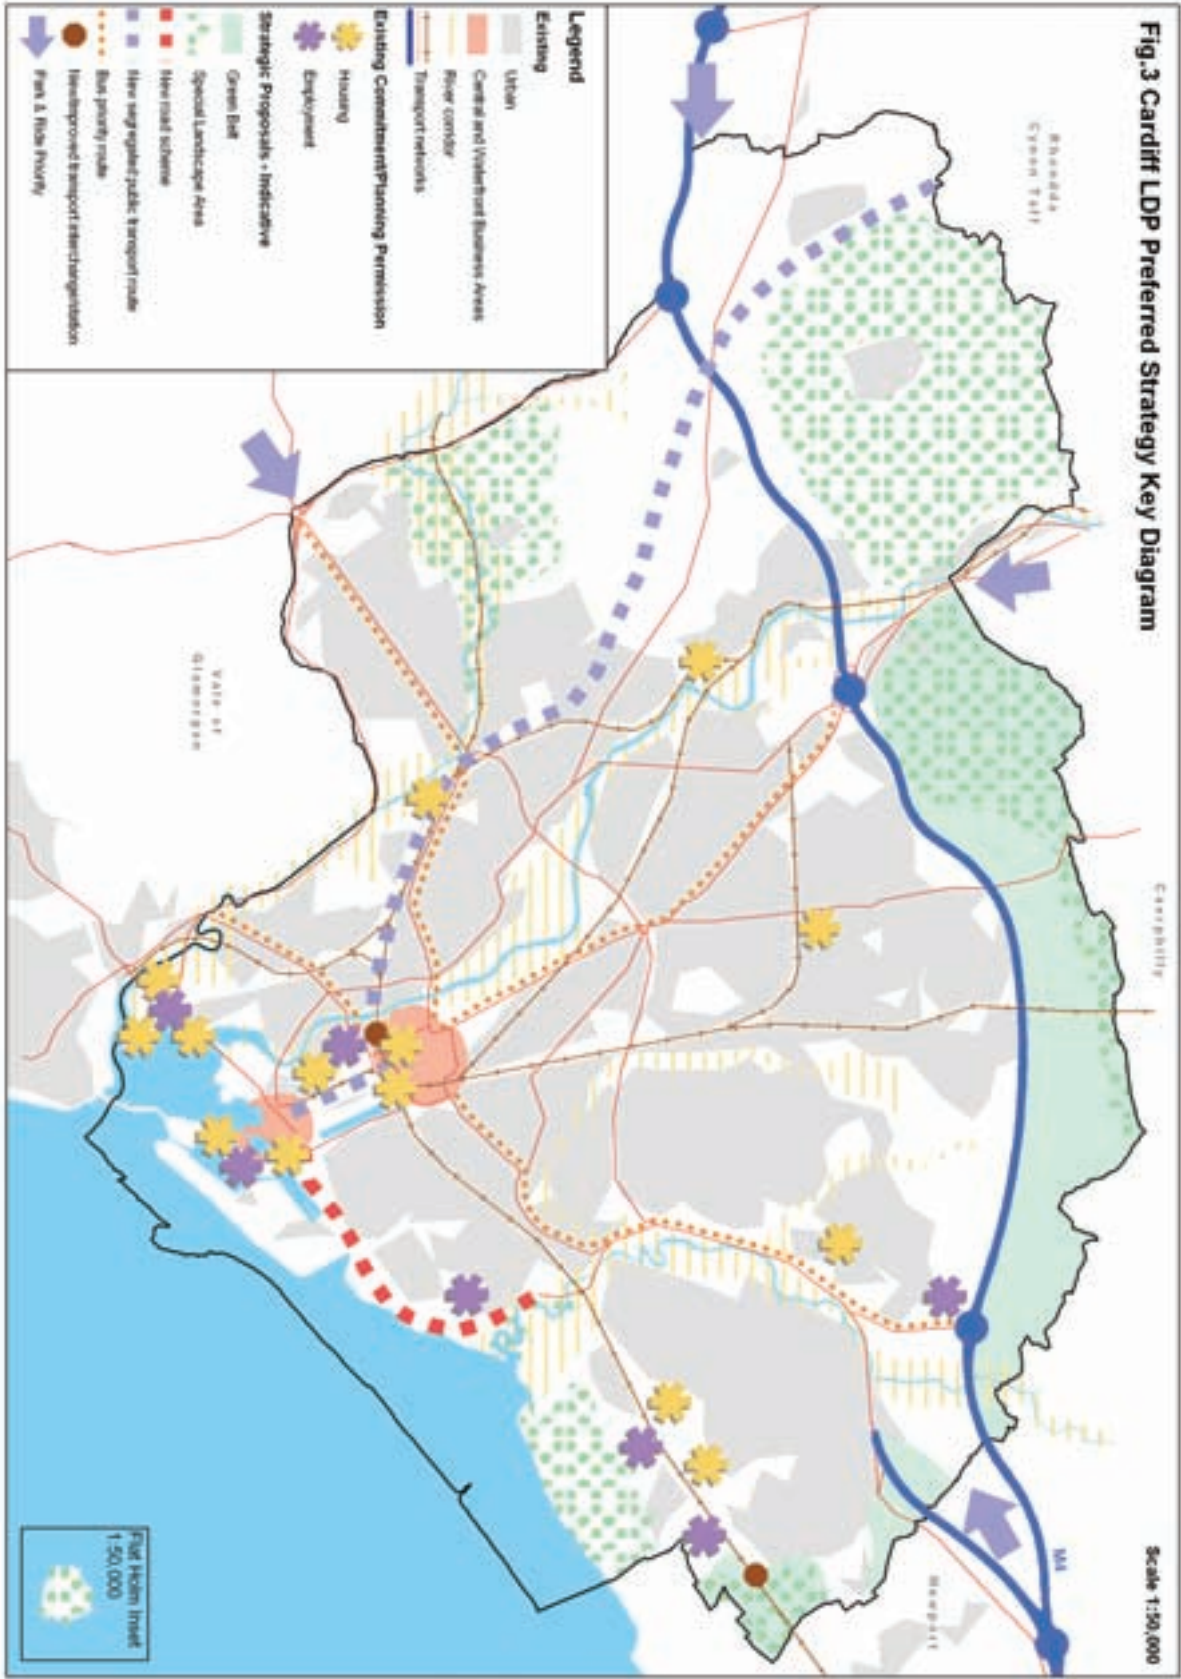 Fig.3 Cardiff LDP Preferred Strategy Key Diagram
Scale 1:50,000
Rhondda
Cynon Taff
Caerphilly
M4
Newport
Vale of
Glamorgan
Legend
Existing
Urban
Central and Waterfront Business Areas
River corridor
Transport networks
Existing Commitment/Planning Permission
Housing
Employment
Strategic Proposals - Indicative
Green Belt
Special Landscape Area
New road scheme
New segregated public transport route
Bus priority route
New/improved transport interchange/station
Park & Ride Priority
Flat Holm Inset
1:50,000